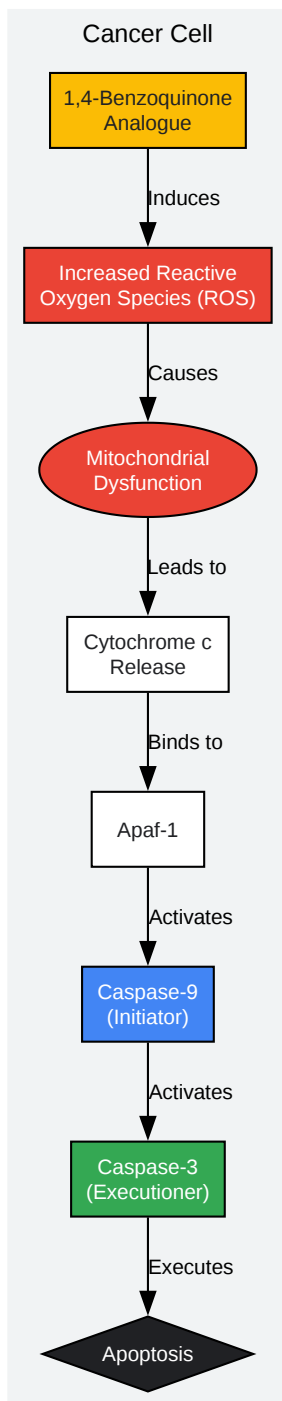 Cancer Cell
1,4-Benzoquinone
Analogue
Induces
Increased Reactive
Oxygen Species (ROS)
Causes
Mitochondrial
Dysfunction
Leads to
Cytochrome c
Release
Binds to
Apaf-1
Activates
Caspase-9
(Initiator)
Activates
Caspase-3
(Executioner)
Executes
Apoptosis